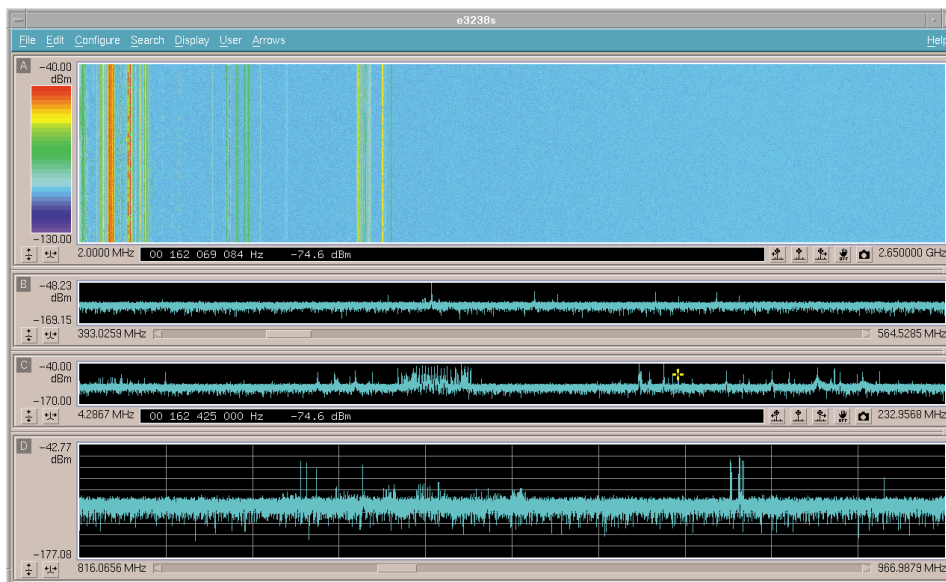 e3238s
File Edit Configure Search Display User Arrows Help
A -40.00
dBm
-130.00
2.0000 MHz 00 162 069 084 Hz -74.6 dBm OFF 2.650000 GHz
B -48.23
dBm
-169.15
393.0259 MHz 564.5285 MHz
C -40.00
dBm
-170.00
4.2867 MHz 00 162 425 000 Hz -74.6 dBm OFF 232.9568 MHz
D -42.77
dBm
-177.08
816.0656 MHz 966.9879 MHz